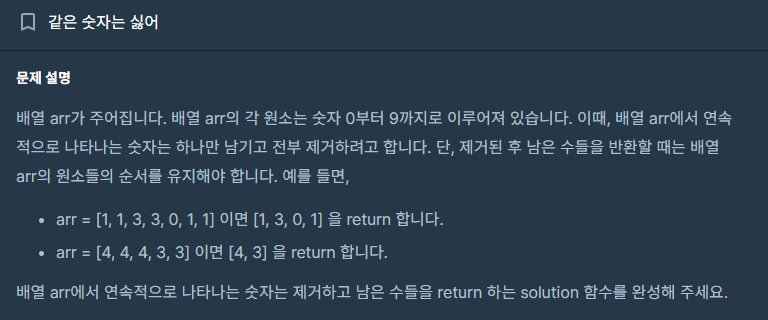 같은 숫자는 싫어
문제 설명
배열 arr가 주어집니다. 배열 arr의 각 원소는 숫자 0부터 9까지로 이루어져 있습니다. 이때, 배열 arr에서 연속
적으로 나타나는 숫자는 하나만 남기고 전부 제거하려고 합니다. 단, 제거된 후 남은 수들을 반환할 때는 배열
arr의 원소들의 순서를 유지해야 합니다. 예를 들면,
• arr = [1, 1, 3, 3, 0, 1, 1] 이면 [1, 3, 0, 1] 을 return 합니다.
• arr = [4, 4, 4, 3, 3] 이면 [4, 3] 을 return 합니다.
배열 arr에서 연속적으로 나타나는 숫자는 제거하고 남은 수들을 return 하는 solution 함수를 완성해 주세요.